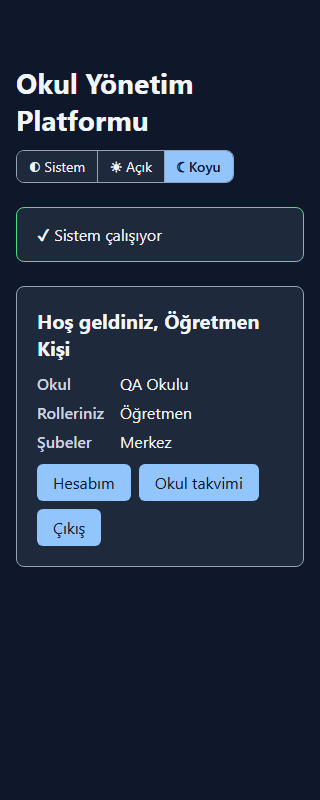 Okul Yönetim
Platformu
◐ Sistem ☀ Açık ☾ Koyu
✓ Sistem çalışıyor
Hoş geldiniz, Öğretmen
Kişi
Okul QA Okulu
Rolleriniz Öğretmen
Şubeler Merkez
Hesabım Okul takvimi
Çıkış